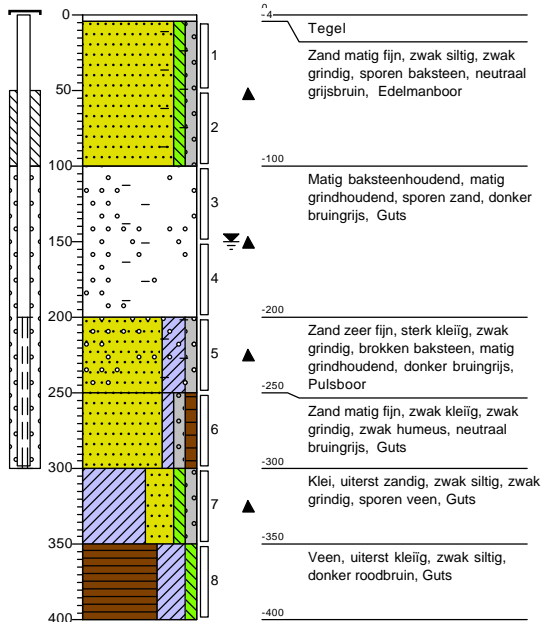 0
50
100
150
200
250
300
350
400
1
2
3
4
5
6
7
8
0
-4
Tegel
Zand matig fijn, zwak siltig, zwak
grindig, sporen baksteen, neutraal
grijsbruin, Edelmanboor
-100
Matig baksteenhoudend, matig
grindhoudend, sporen zand, donker
bruingrijs, Guts
-200
Zand zeer fijn, sterk kleiïg, zwak
grindig, brokken baksteen, matig
grindhoudend, donker bruingrijs,
Pulsboor
-250
Zand matig fijn, zwak kleiïg, zwak
grindig, zwak humeus, neutraal
bruingrijs, Guts
-300
Klei, uiterst zandig, zwak siltig, zwak
grindig, sporen veen, Guts
-350
Veen, uiterst kleiïg, zwak siltig,
donker roodbruin, Guts
-400